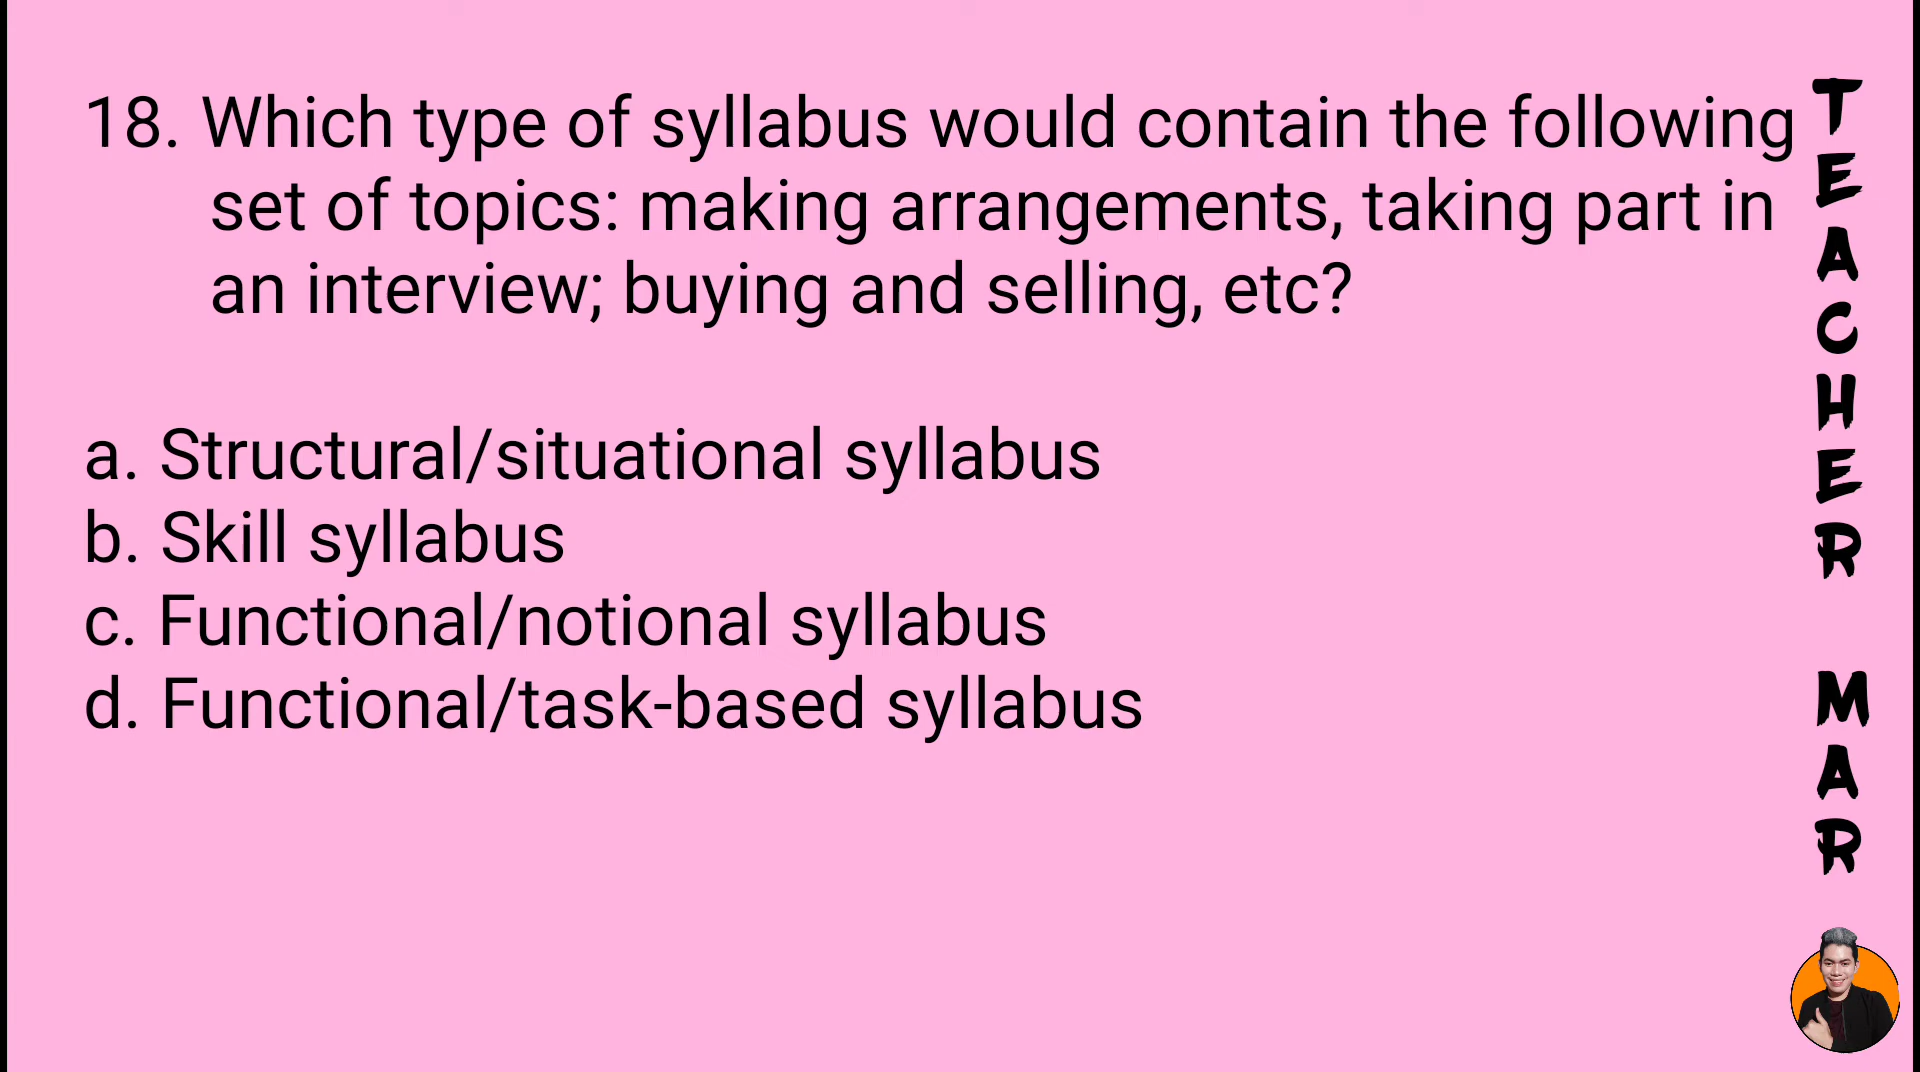 18. Which type of syllabus would contain the following
set of topics: making arrangements, taking part in
an interview; buying and selling, etc?
a. Structural/situational syllabus
b. Skill syllabus
c. Functional/notional syllabus
d. Functional/task-based syllabus
TEACHER MAR